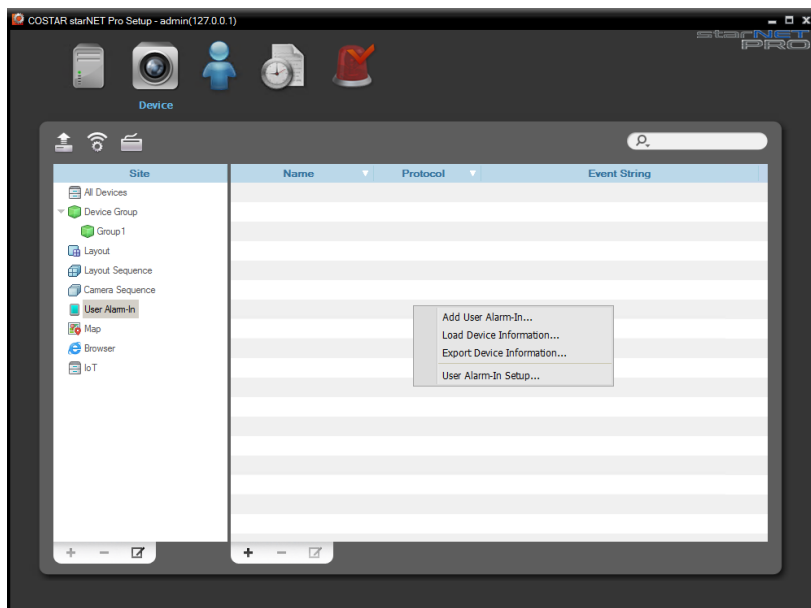 COSTAR starNET Pro Setup - admin(127.0.0.1)
starNET
PRO
Device
Site
Name
Protocol
Event String
All Devices
Device Group
Group1
Layout
Layout Sequence
Camera Sequence
User Alarm-In
Map
Browser
IoT
Add User Alarm-In...
Load Device Information...
Export Device Information...
User Alarm-In Setup...